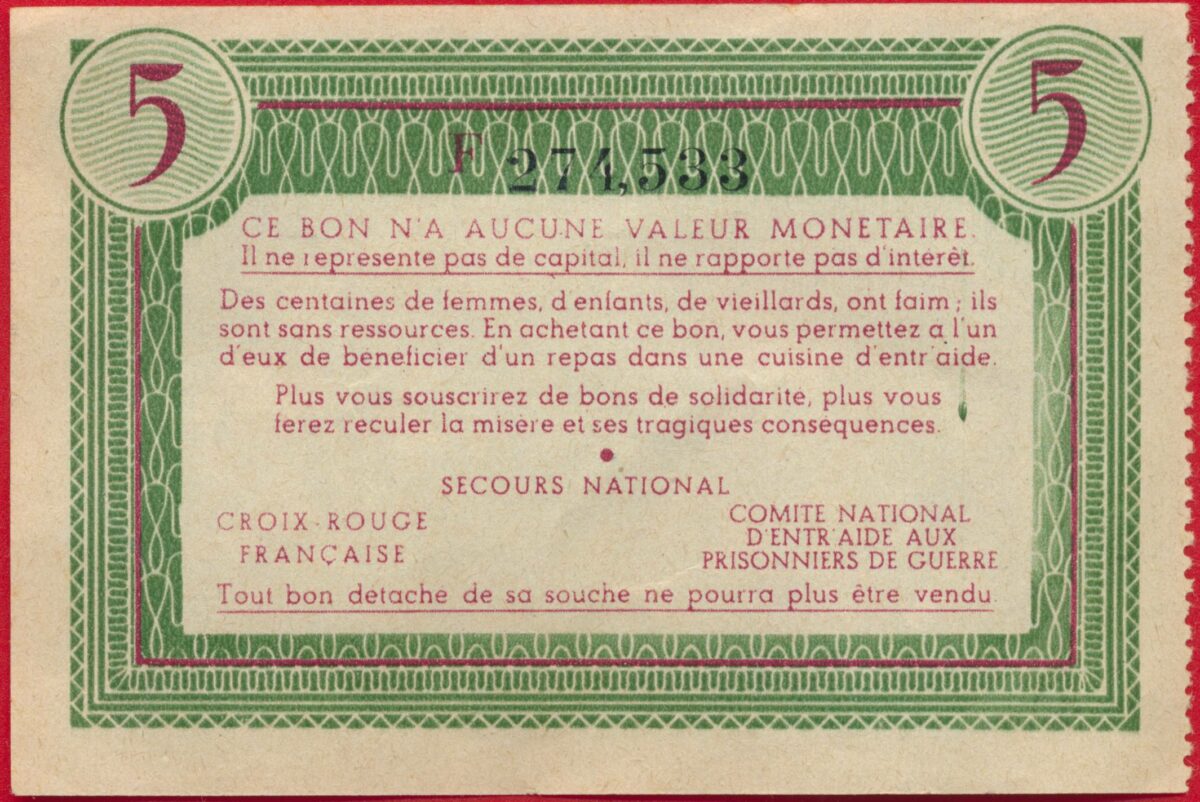 5 5
F 274,533
CE BON N'A AUCUNE VALEUR MONETAIRE.
Il ne represente pas de capital, il ne rapporte pas d'interêt.
Des centaines de femmes, d'enfants, de vieillards, ont faim ; ils
sont sans ressources. En achetant ce bon, vous permettez a l'un
d'eux de béneficier d'un repas dans une cuisine d'entr'aide.
Plus vous souscrirez de bons de solidarité, plus vous
ferez reculer la misère et ses tragiques conséquences.
SECOURS NATIONAL
CROIX-ROUGE
FRANÇAISE
COMITE NATIONAL
D'ENTR'AIDE AUX
PRISONNIERS DE GUERRE
Tout bon detache de sa souche ne pourra plus être vendu.